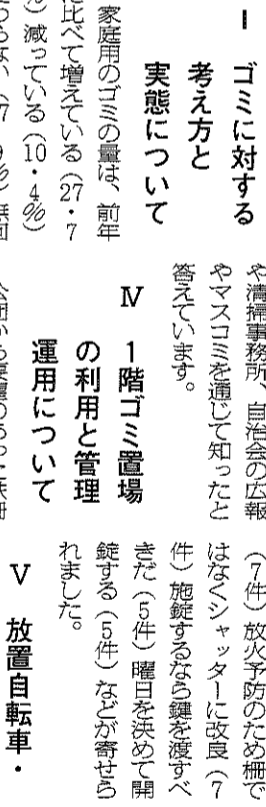 I ゴミに対する
考え方と
実態について
家庭用のゴミの量は、前年
に比べて増えている（27・7
％）減っている（10・4％）
や清掃事務所、自治会の広報
やマスコミを通じて知ったと
答えています。
Ⅳ 1階ゴミ置場
の利用と管理
運用について
（7件）放火予防のため柵で
はなくシャッターに改良（7
件）施錠するなら鍵を渡すべ
きだ（5件）曜日を決めて開
錠する（5件）などが寄せら
れました。
Ⅴ 放置自転車・